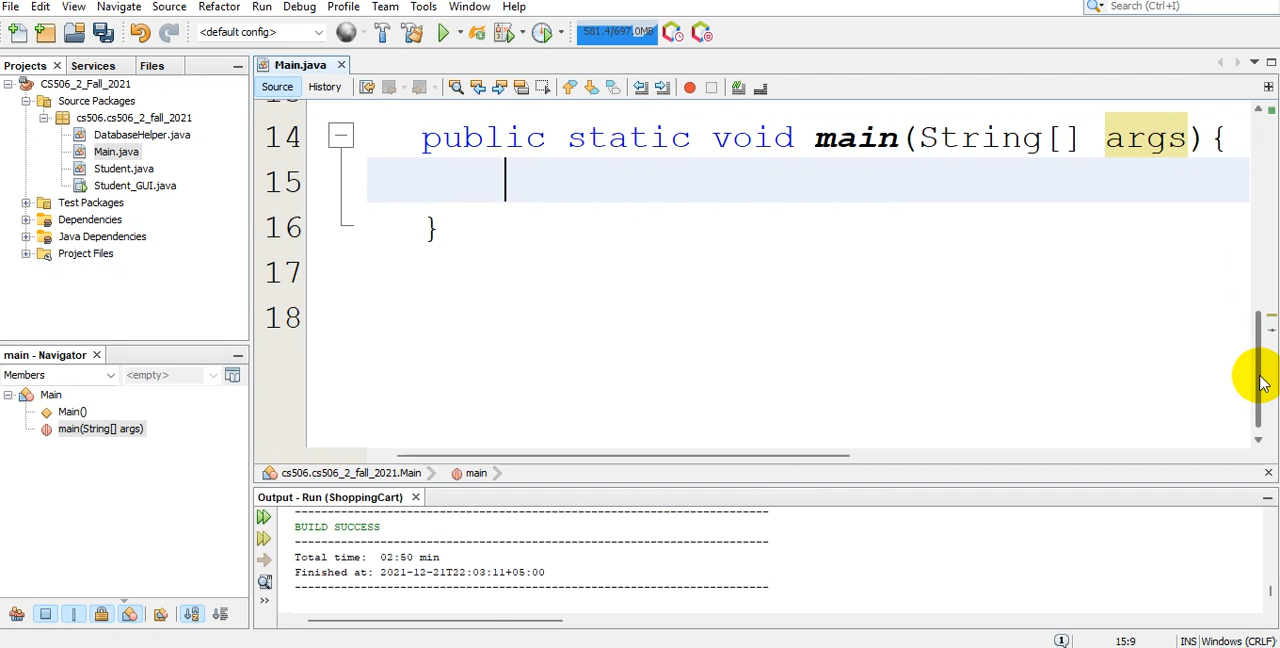 File Edit View Navigate Source Refactor Run Debug Profile Team Tools Window Help
Search (Ctrl+I)
<default config>
581.4/697.0MB
Projects
Services
Files
CS506_2_Fall_2021
Source Packages
cs506.cs506_2_fall_2021
DatabaseHelper.java
Main.java
Student.java
Student_GUI.java
Test Packages
Dependencies
Java Dependencies
Project Files
main - Navigator
Members
<empty>
Main
Main()
main(String[] args)
Main.java
Source
History
14 public static void main(String[] args){
15
16 }
17
18
cs506.cs506_2_fall_2021.Main
main
Output - Run (ShoppingCart)
------------------------------------------------------------------------
BUILD SUCCESS
------------------------------------------------------------------------
Total time: 02:50 min
Finished at: 2021-12-21T22:03:11+05:00
------------------------------------------------------------------------
15:9
INS
Windows (CRLF)